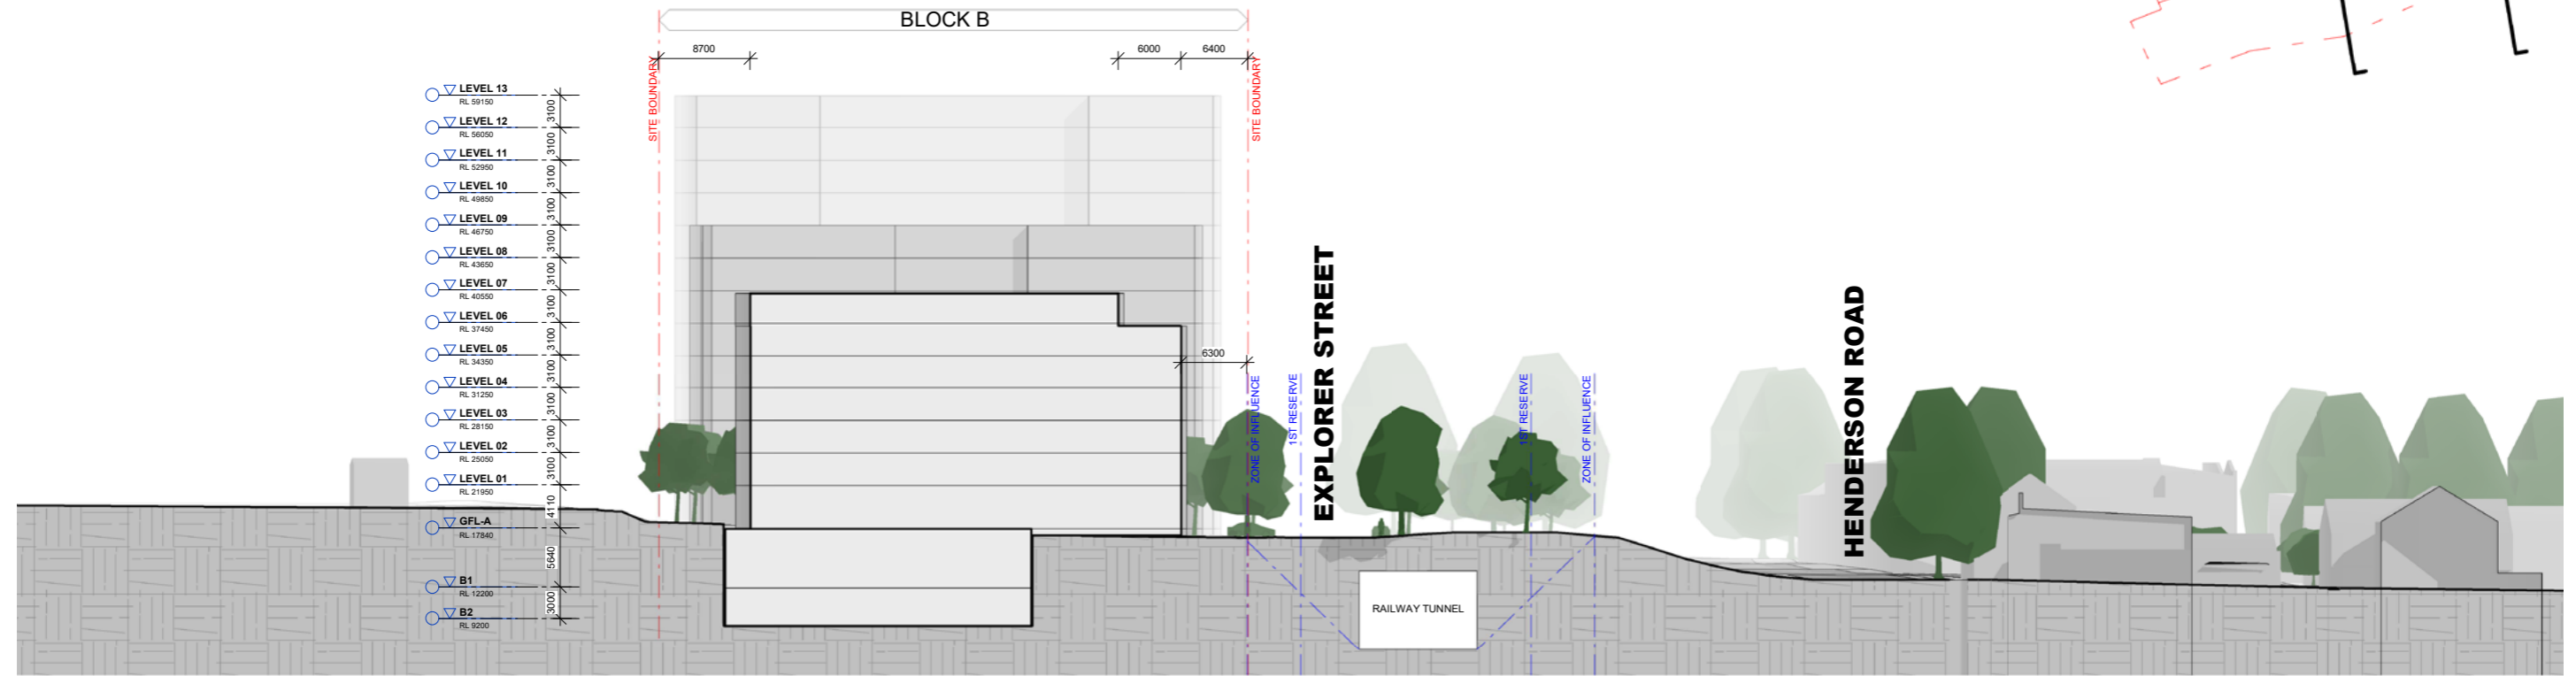 BLOCK B
8700
6000
6400
SITE BOUNDARY
SITE BOUNDARY
LEVEL 13
RL 59150
3100
LEVEL 12
RL 56050
3100
LEVEL 11
RL 52950
3100
LEVEL 10
RL 49850
3100
LEVEL 09
RL 46750
3100
LEVEL 08
RL 43650
3100
LEVEL 07
RL 40550
3100
LEVEL 06
RL 37450
3100
LEVEL 05
RL 34350
3100
LEVEL 04
RL 31250
3100
LEVEL 03
RL 28150
3100
LEVEL 02
RL 25050
3100
LEVEL 01
RL 21950
4110
GFL-A
RL 17840
5640
B1
RL 12200
3000
B2
RL 9200
6300
ZONE OF INFLUENCE
1ST RESERVE
EXPLORER STREET
1ST RESERVE
ZONE OF INFLUENCE
HENDERSON ROAD
RAILWAY TUNNEL